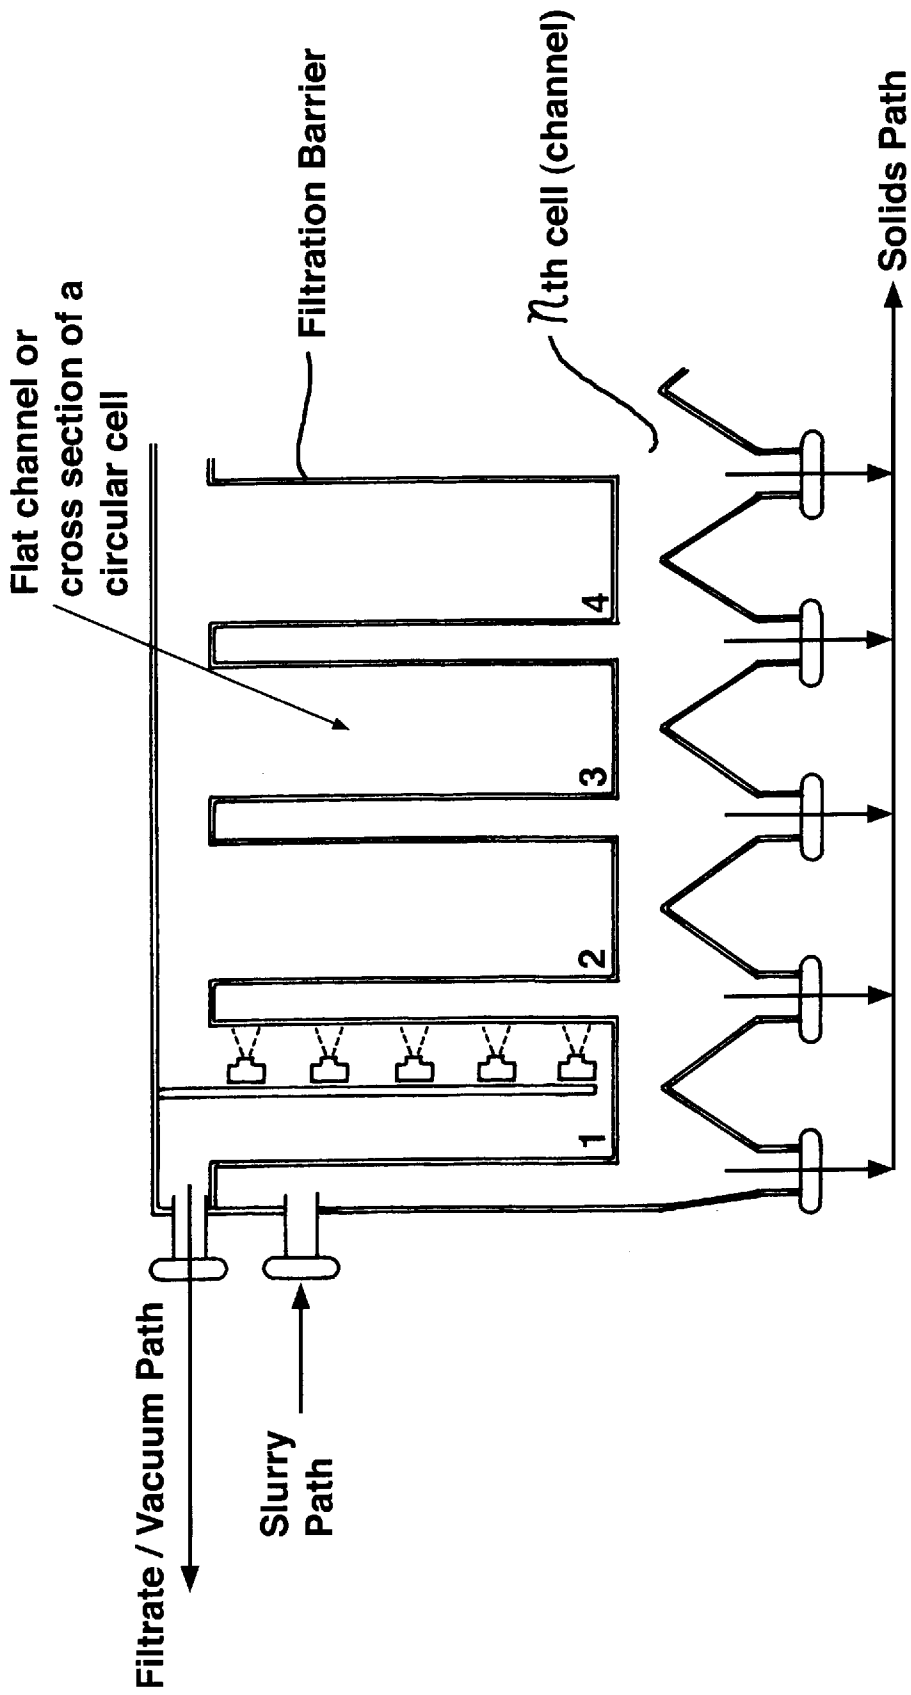 Flat channel or
cross section of a
circular cell
Filtration Barrier
nth cell (channel)
Filtrate / Vacuum Path
Slurry
Path
1
2
3
4
Solids Path